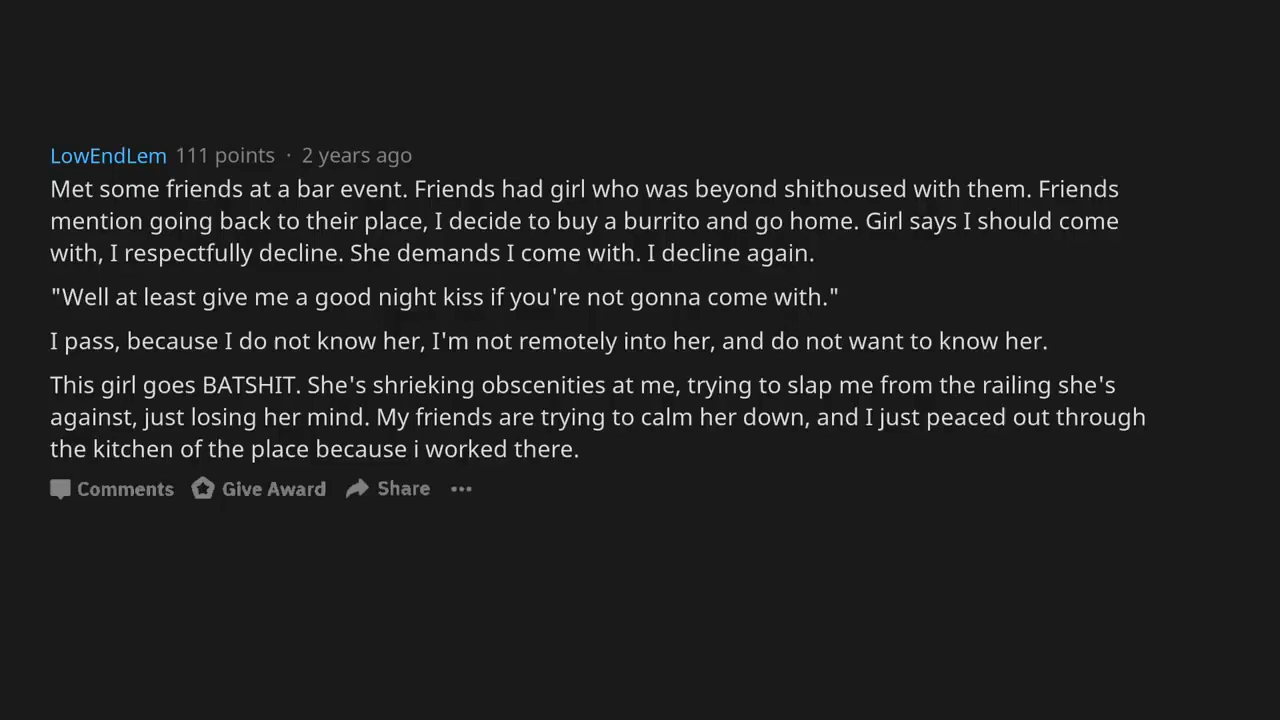 LowEndLem 111 points · 2 years ago
Met some friends at a bar event. Friends had girl who was beyond shithoused with them. Friends
mention going back to their place, I decide to buy a burrito and go home. Girl says I should come
with, I respectfully decline. She demands I come with. I decline again.
"Well at least give me a good night kiss if you're not gonna come with."
I pass, because I do not know her, I'm not remotely into her, and do not want to know her.
This girl goes BATSHIT. She's shrieking obscenities at me, trying to slap me from the railing she's
against, just losing her mind. My friends are trying to calm her down, and I just peaced out through
the kitchen of the place because i worked there.
Comments Give Award Share